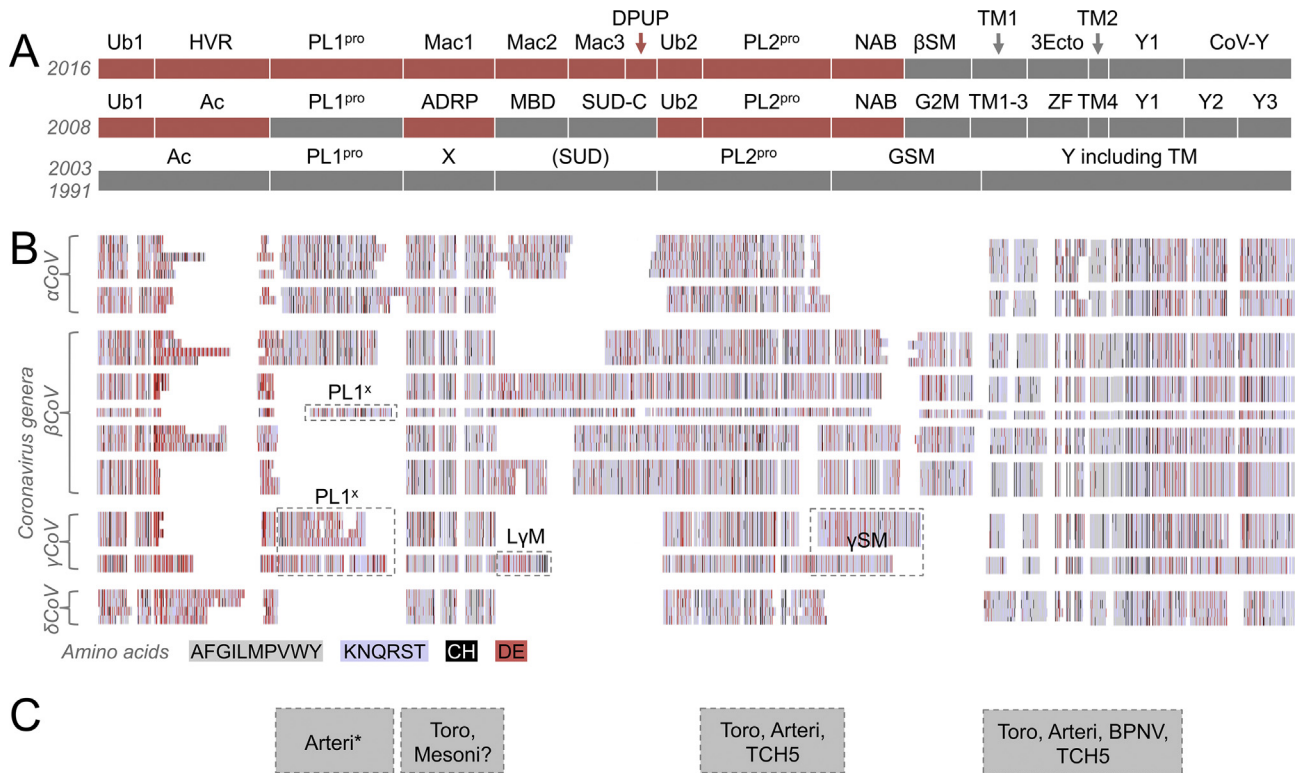 DPUP TM1 TM2
Ub1 HVR PL1ᵖʳᵒ Mac1 Mac2 Mac3 Ub2 PL2ᵖʳᵒ NAB βSM 3Ecto Y1 CoV-Y
A
2016
Ub1 Ac PL1ᵖʳᵒ ADRP MBD SUD-C Ub2 PL2ᵖʳᵒ NAB G2M TM1-3 ZF TM4 Y1 Y2 Y3
2008
Ac PL1ᵖʳᵒ X (SUD) PL2ᵖʳᵒ GSM Y including TM
2003
1991
B
Coronavirus genera
αCoV
βCoV
PL1ˣ
γCoV
PL1ˣ
LγM
γSM
δCoV
Amino acids AFGILMPVWY KNQRST CH DE
C
Arteri*
Toro,
Mesoni?
Toro, Arteri,
TCH5
Toro, Arteri, BPNV,
TCH5